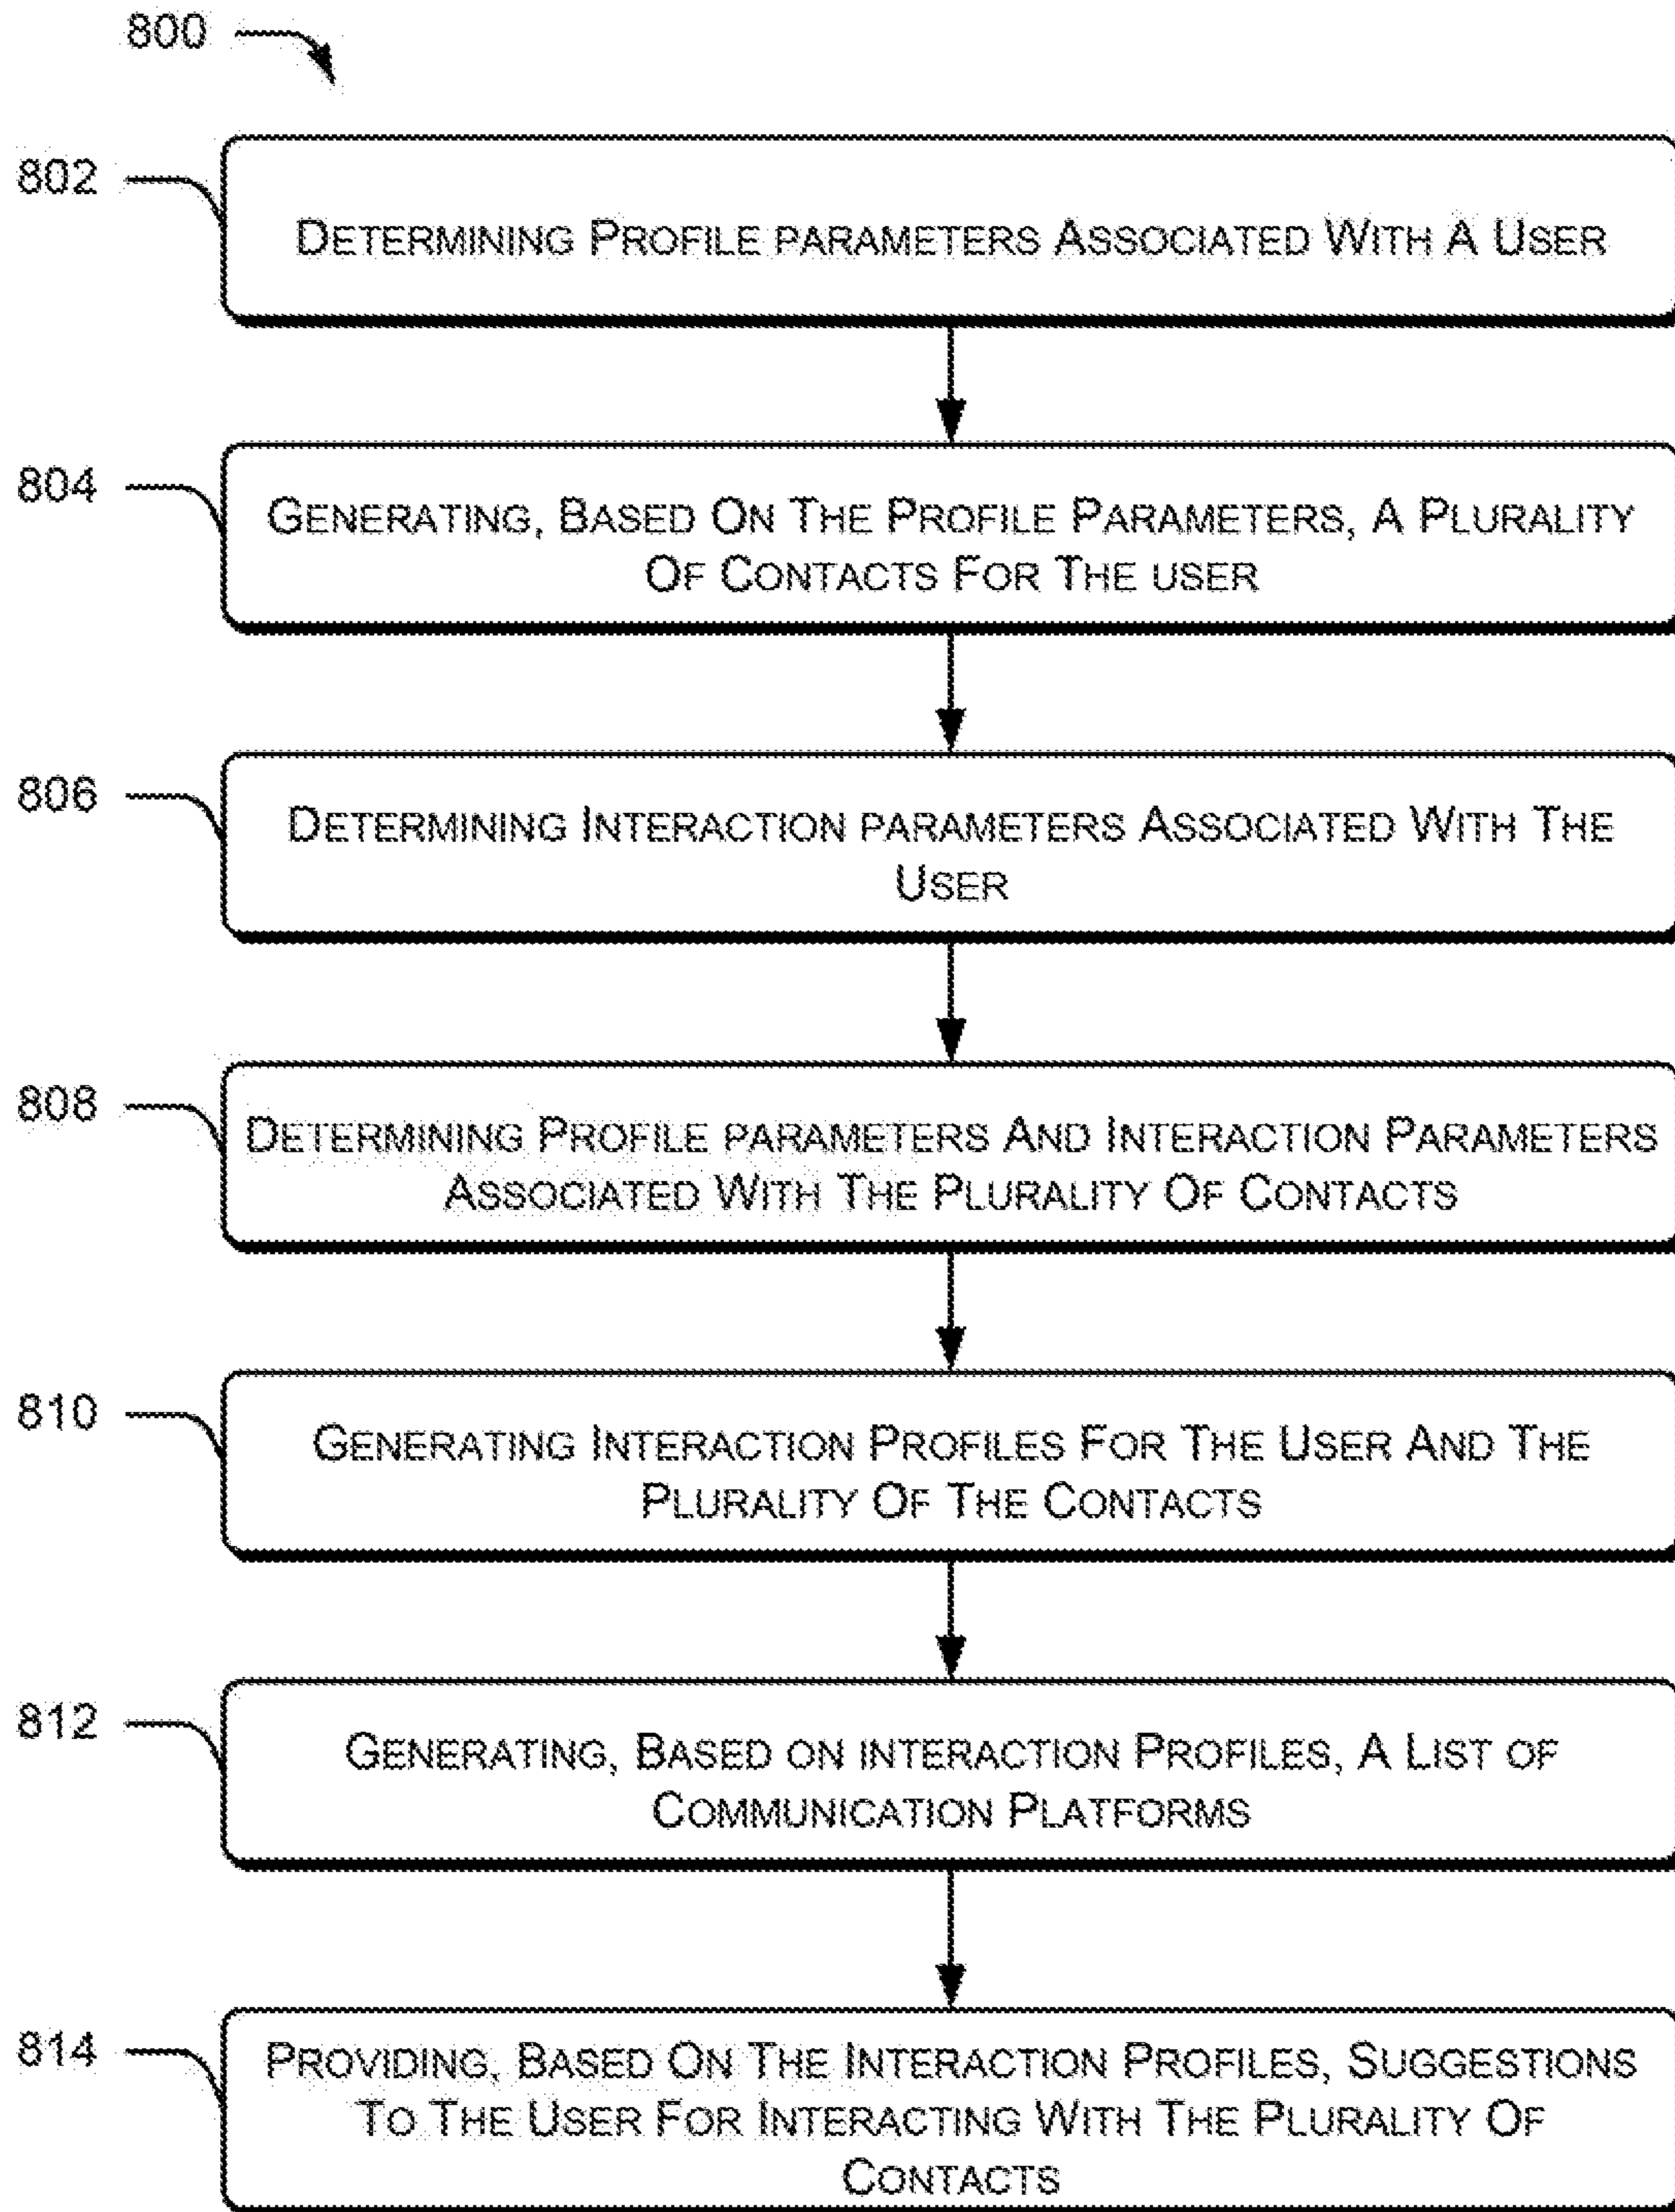 800
802
DETERMINING PROFILE PARAMETERS ASSOCIATED WITH A USER
804
GENERATING, BASED ON THE PROFILE PARAMETERS, A PLURALITY
OF CONTACTS FOR THE USER
806
DETERMINING INTERACTION PARAMETERS ASSOCIATED WITH THE
USER
808
DETERMINING PROFILE PARAMETERS AND INTERACTION PARAMETERS
ASSOCIATED WITH THE PLURALITY OF CONTACTS
810
GENERATING INTERACTION PROFILES FOR THE USER AND THE
PLURALITY OF THE CONTACTS
812
GENERATING, BASED ON INTERACTION PROFILES, A LIST OF
COMMUNICATION PLATFORMS
814
PROVIDING, BASED ON THE INTERACTION PROFILES, SUGGESTIONS
TO THE USER FOR INTERACTING WITH THE PLURALITY OF
CONTACTS